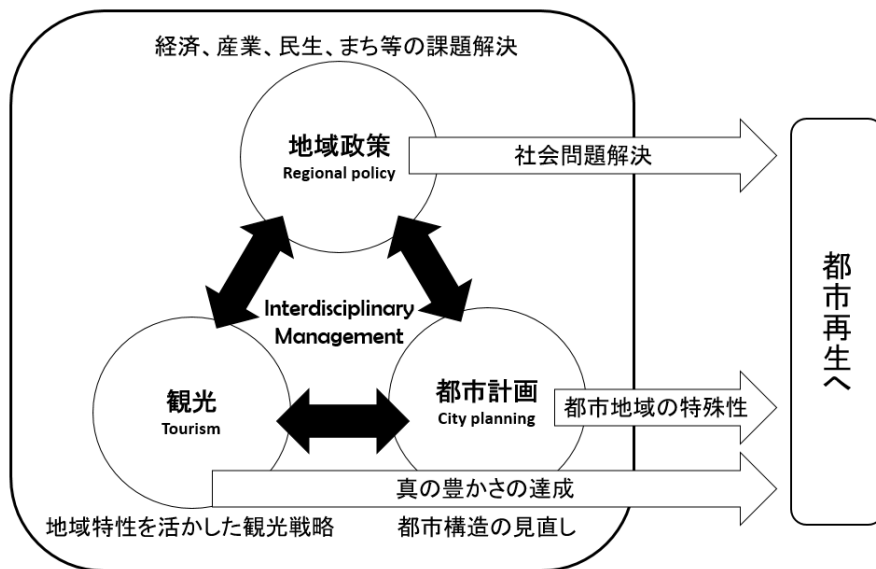 経済、産業、民生、まち等の課題解決
地域政策
Regional policy
社会問題解決
Interdisciplinary
Management
観光
Tourism
都市計画
City planning
都市地域の特殊性
真の豊かさの達成
地域特性を活かした観光戦略
都市構造の見直し
都市再生へ